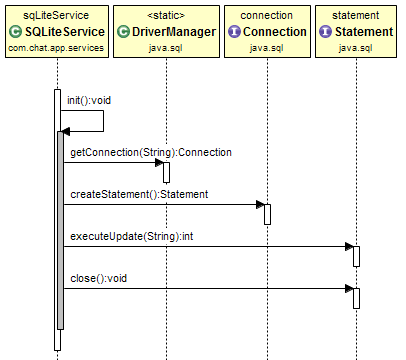 sqLiteService
C SQLiteService
com.chat.app.services
<static>
C DriverManager
java.sql
connection
I Connection
java.sql
statement
I Statement
java.sql
init():void
getConnection(String):Connection
createStatement():Statement
executeUpdate(String):int
close():void